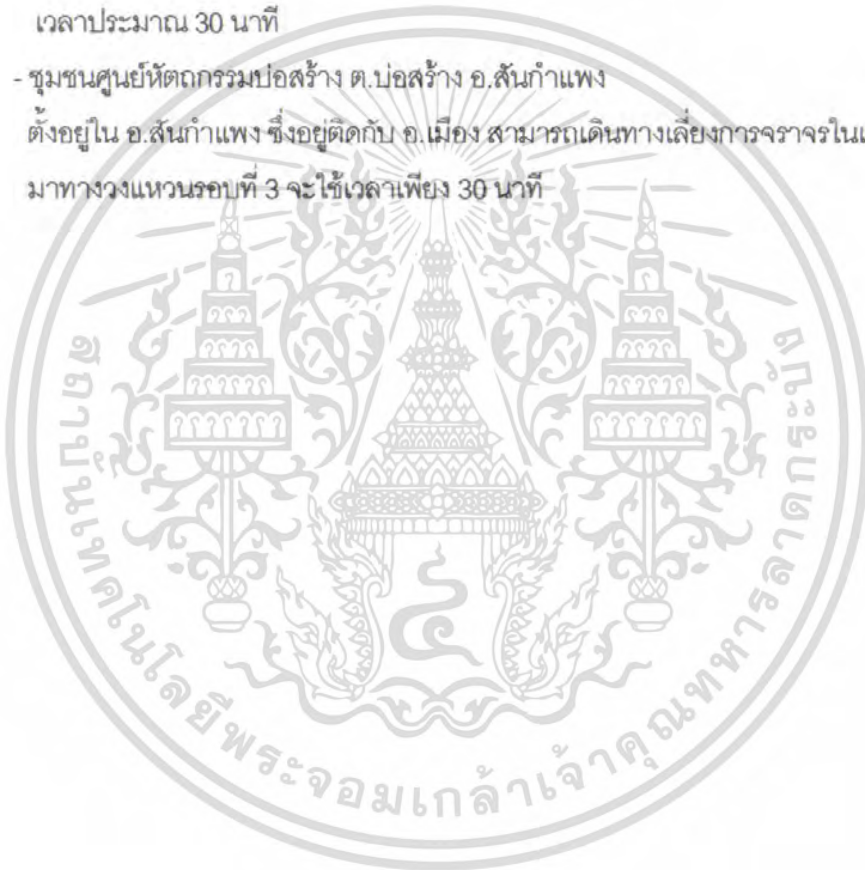 เวลาประมาณ 30 นาที
- ชุมชนศูนย์หัตถกรรมบ่อสร้าง ต.บ่อสร้าง อ.สันกำแพง
ตั้งอยู่ใน อ.สันกำแพง ซึ่งอยู่ติดกับ อ.เมือง สามารถเดินทางเลี่ยงการจราจรใน
มาทางวงแหวนรอบที่ 3 จะใช้เวลาเพียง 30 นาที
สถาบันเทคโนโลยีพระจอมเกล้าเจ้าคุณทหารลาดกระบัง